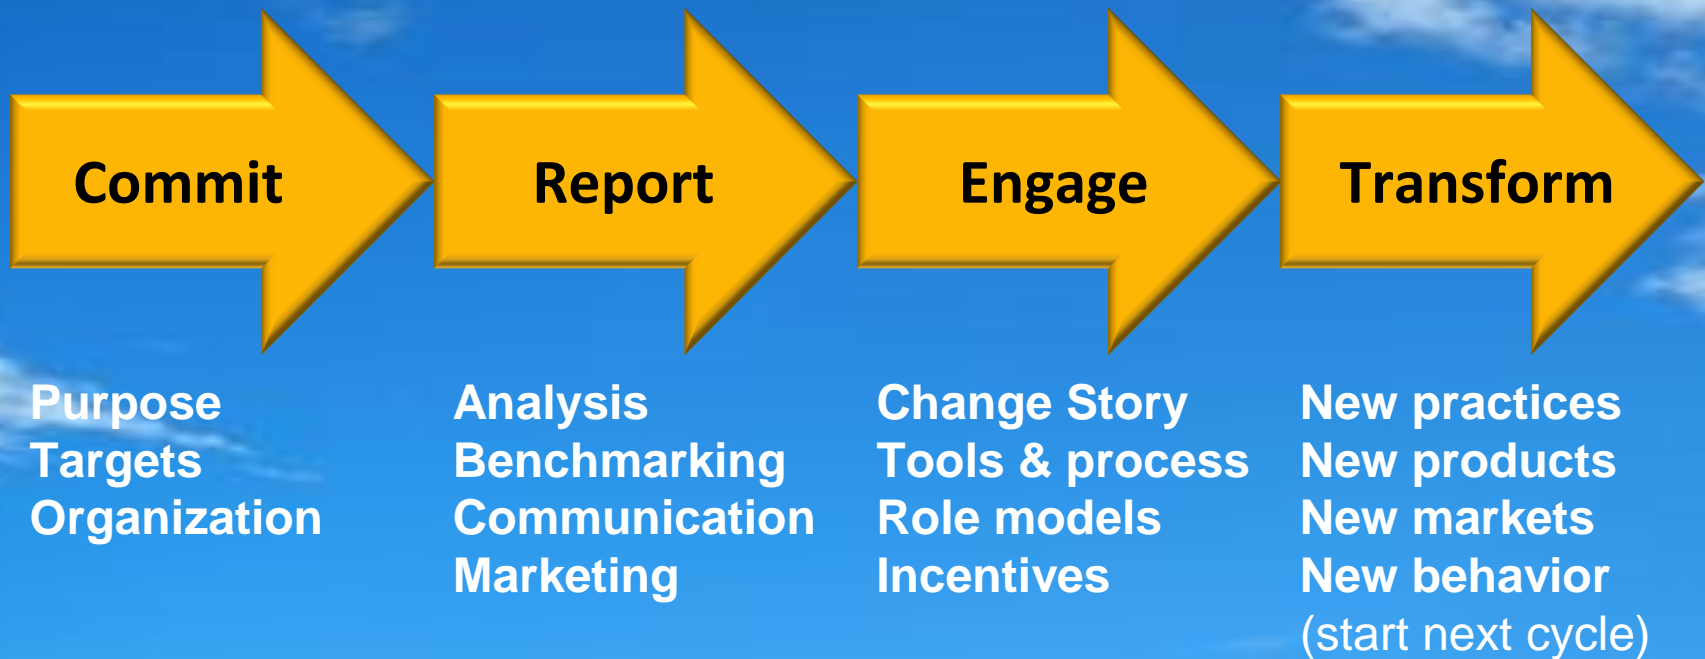 Commit
Report
Engage
Transform
Purpose
Targets
Organization
Analysis
Benchmarking
Communication
Marketing
Change Story
Tools & process
Role models
Incentives
New practices
New products
New markets
New behavior
(start next cycle)